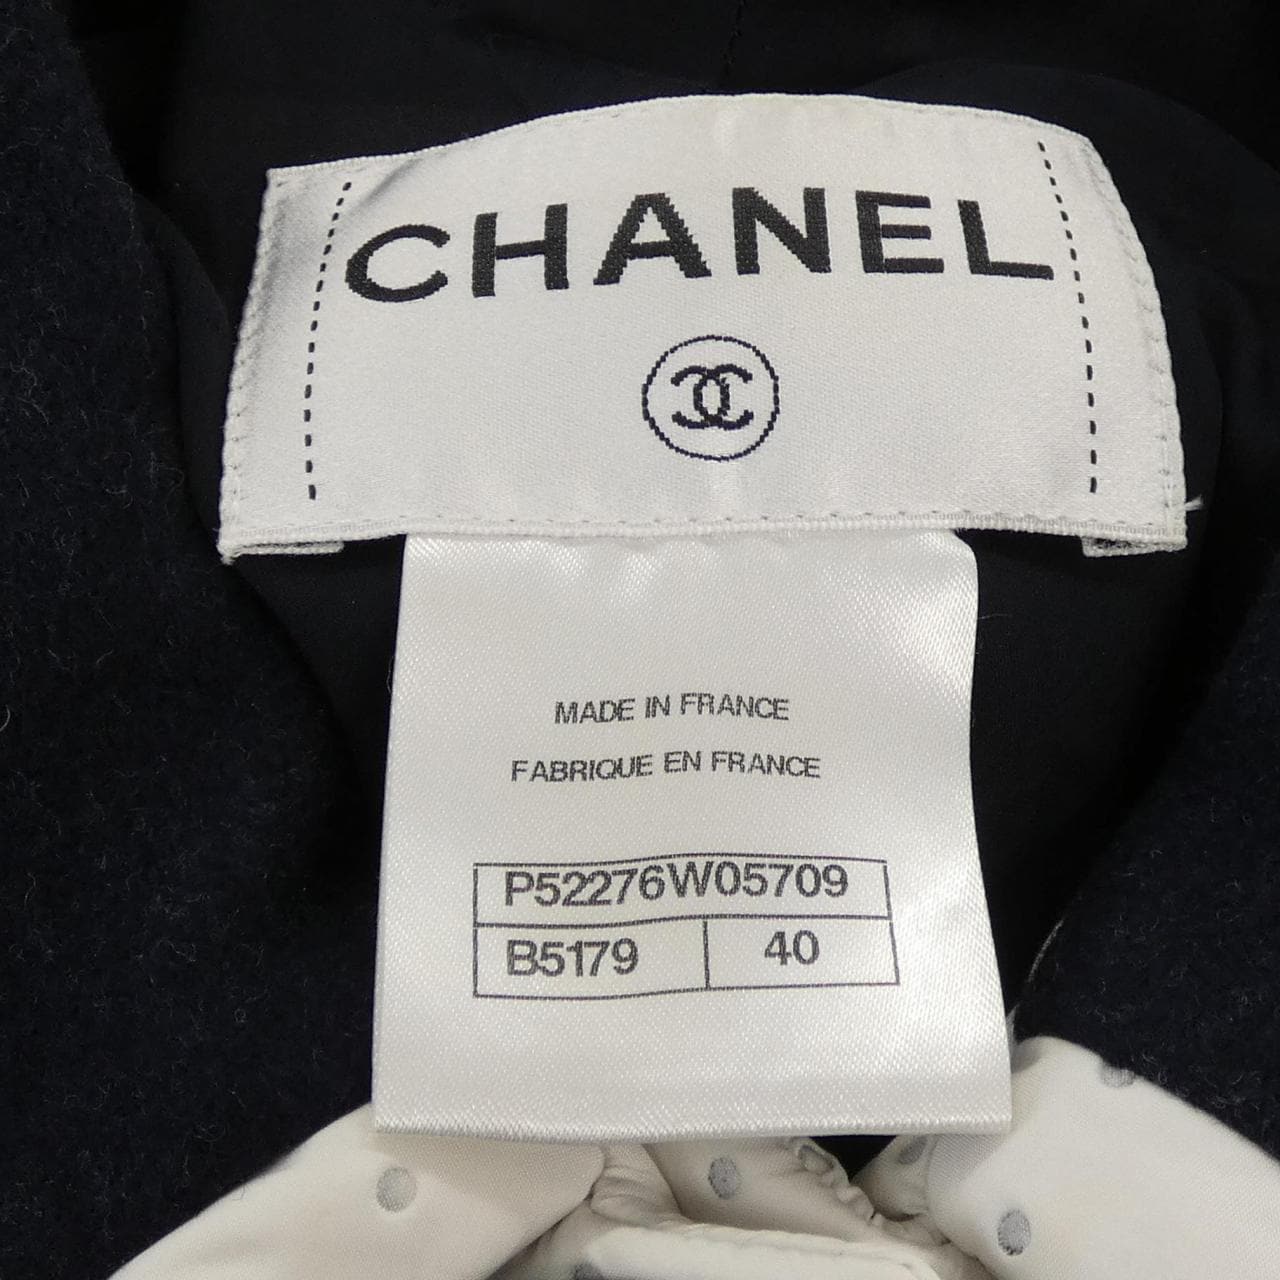 CHANEL
MADE IN FRANCE
FABRIQUE EN FRANCE
P52276W05709
B5179 40